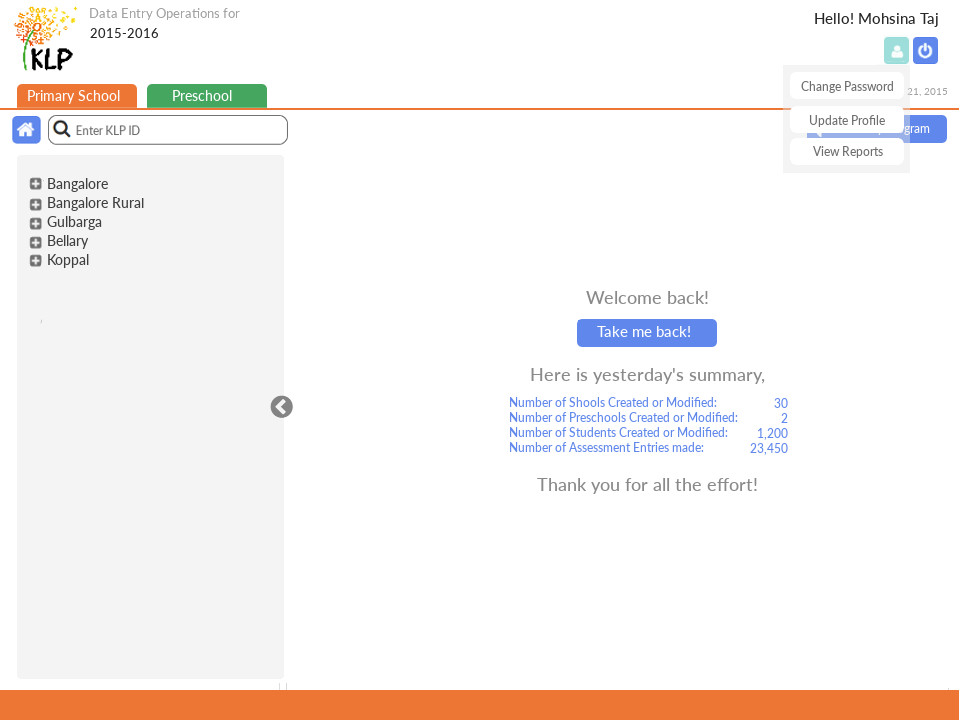 Data Entry Operations for
2015-2016
Hello! Mohsina Taj
KLP
Primary School
Preschool
Change Password
21, 2015
Update Profile
View Reports
Enter KLP ID
Bangalore
Bangalore Rural
Gulbarga
Bellary
Koppal
Welcome back!
Take me back!
Here is yesterday's summary,
Number of Shools Created or Modified: 30
Number of Preschools Created or Modified: 2
Number of Students Created or Modified: 1,200
Number of Assessment Entries made: 23,450
Thank you for all the effort!